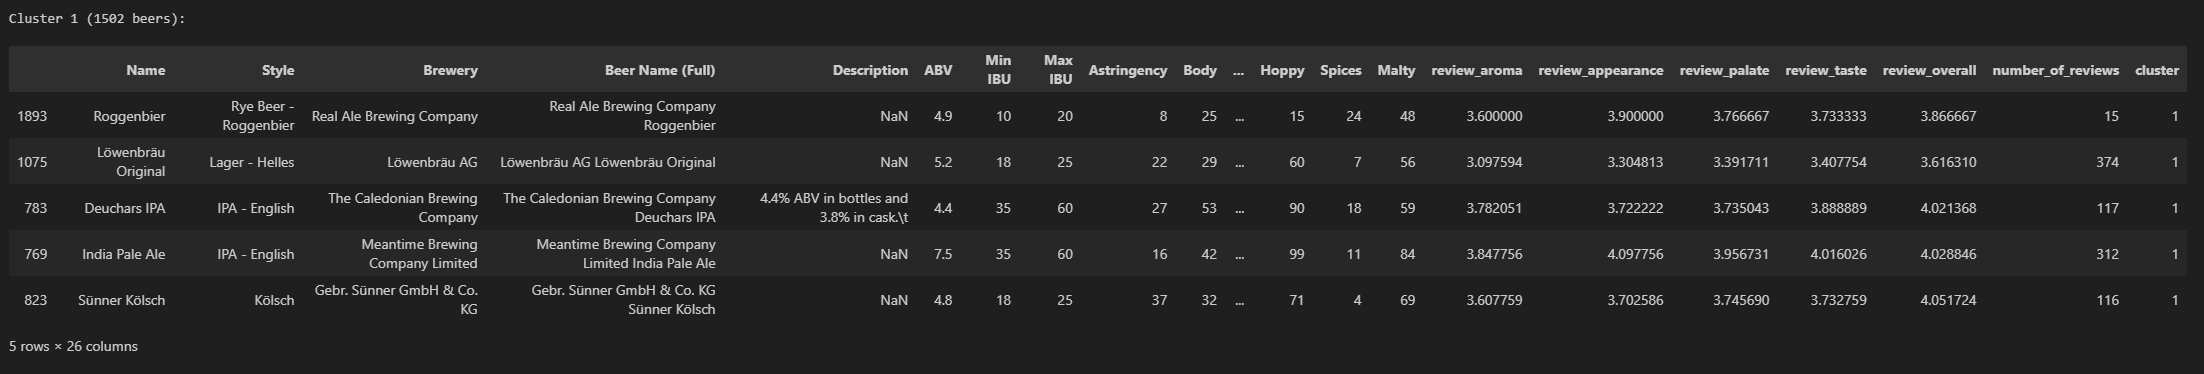 Cluster 1 (1502 beers):
Name Style Brewery Beer Name (Full) Description ABV Min IBU Max IBU Astringency Body ... Hoppy Spices Malty review_aroma review_appearance review_palate review_taste review_overall number_of_reviews cluster
1893 Roggenbier Rye Beer - Roggenbier Real Ale Brewing Company Real Ale Brewing Company Roggenbier NaN 4.9 10 20 8 25 ... 15 24 48 3.600000 3.900000 3.766667 3.733333 3.866667 15 1
1075 Löwenbräu Original Lager - Helles Löwenbräu AG Löwenbräu AG Löwenbräu Original NaN 5.2 18 25 22 29 ... 60 7 56 3.097594 3.304813 3.391711 3.407754 3.616310 374 1
783 Deuchars IPA IPA - English The Caledonian Brewing Company The Caledonian Brewing Company Deuchars IPA 4.4% ABV in bottles and 3.8% in cask.\t 4.4 35 60 27 53 ... 90 18 59 3.782051 3.722222 3.735043 3.888889 4.021368 117 1
769 India Pale Ale IPA - English Meantime Brewing Company Limited Meantime Brewing Company Limited India Pale Ale NaN 7.5 35 60 16 42 ... 99 11 84 3.847756 4.097756 3.956731 4.016026 4.028846 312 1
823 Sünner Kölsch Kölsch Gebr. Sünner GmbH & Co. KG Gebr. Sünner GmbH & Co. KG Sünner Kölsch NaN 4.8 18 25 37 32 ... 71 4 69 3.607759 3.702586 3.745690 3.732759 4.051724 116 1
5 rows × 26 columns